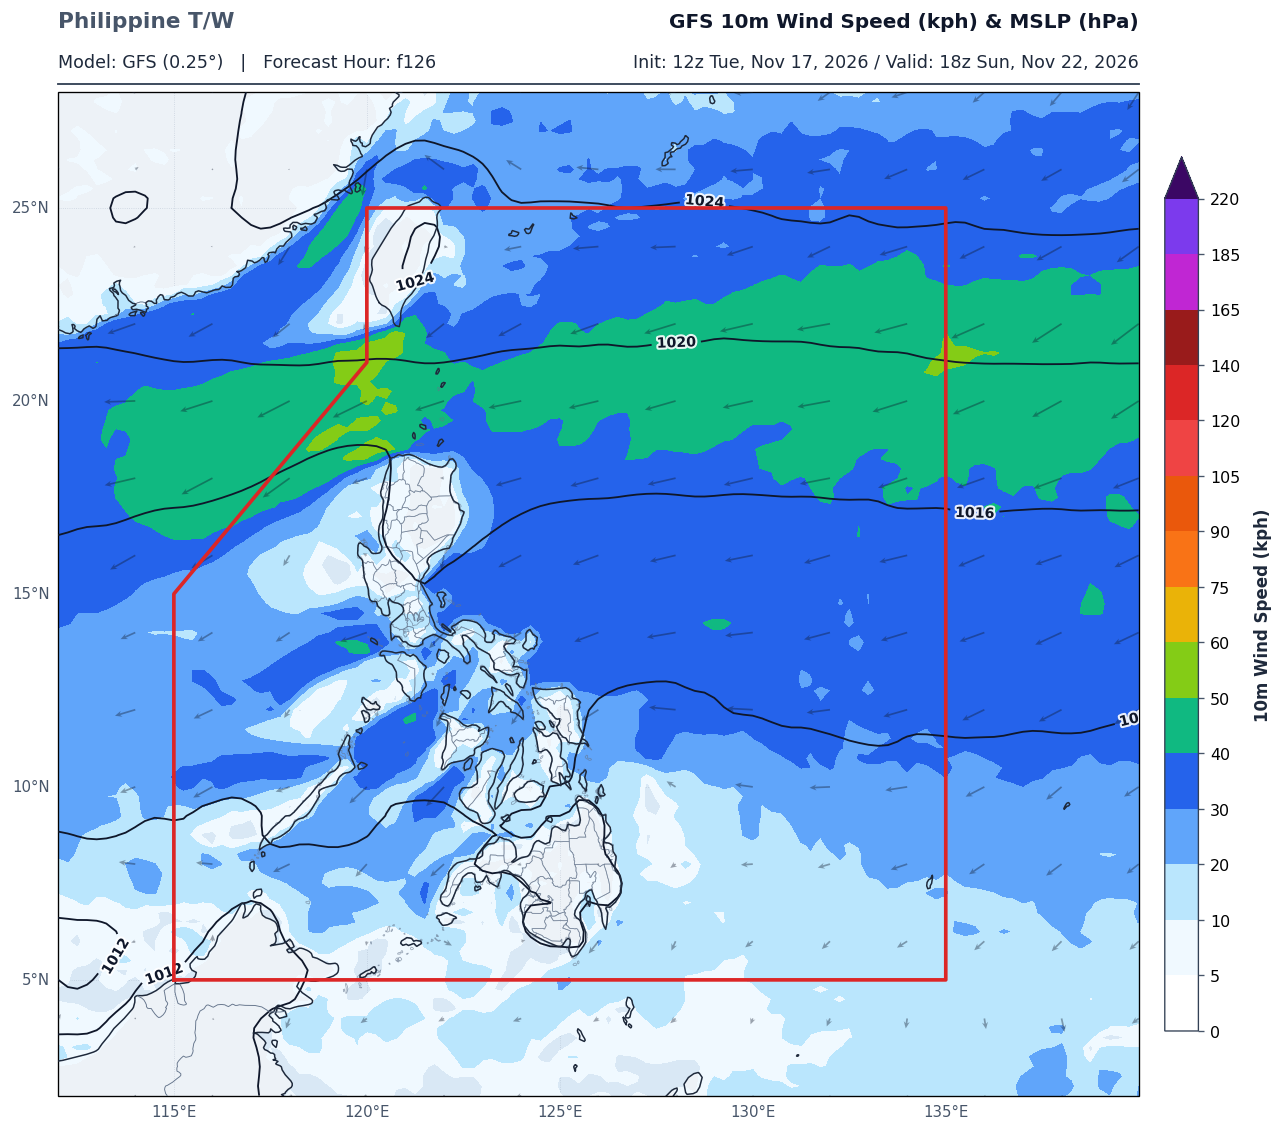 Philippine T/W
GFS 10m Wind Speed (kph) & MSLP (hPa)
Model: GFS (0.25°) | Forecast Hour: f126
Init: 12z Tue, Nov 17, 2026 / Valid: 18z Sun, Nov 22, 2026
25°N
20°N
15°N
10°N
5°N
115°E
120°E
125°E
130°E
135°E
1024
1024
1020
1016
10
1012
1012
220
185
165
140
120
105
90
75
60
50
40
30
20
10
5
0
10m Wind Speed (kph)